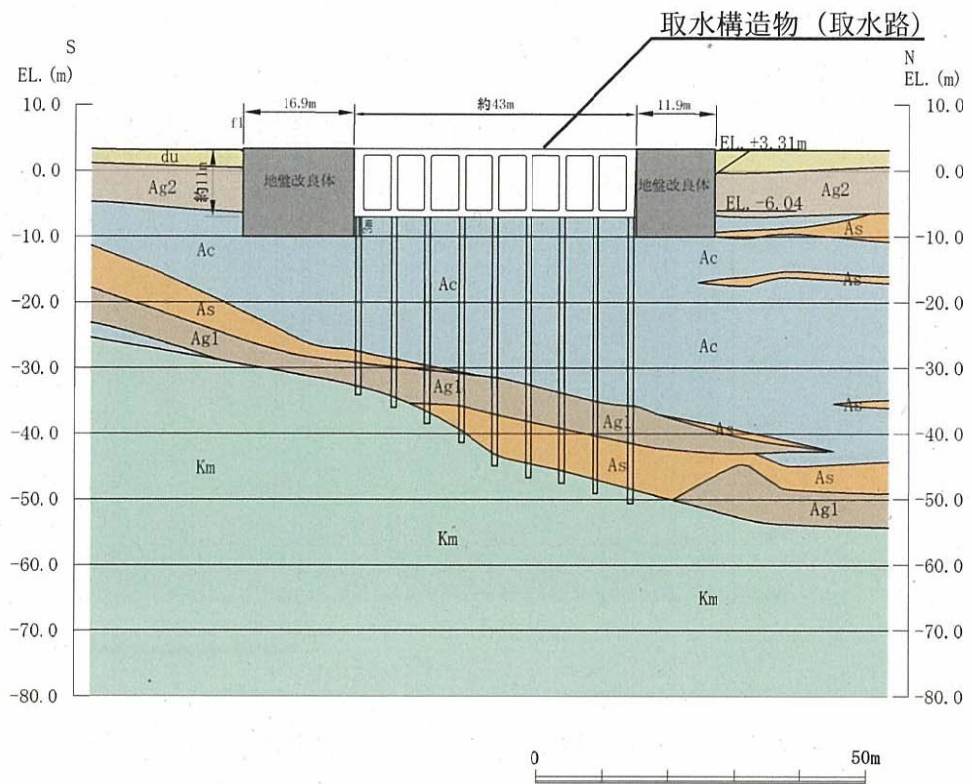 取水構造物（取水路）
S
N
EL. (m)
EL. (m)
10.0
16.9m
約43m
11.9m
10.0
fl
EL. +3.31m
du
0.0
約11m
地盤改良体
地盤改良体
0.0
Ag2
Ag2
EL. -6.04
As
-10.0
-10.0
Ac
Ac
Ac
As
-20.0
-20.0
As
Ac
Ag1
-30.0
-30.0
Ag1
As
Ag1
As
-40.0
-40.0
Km
As
As
-50.0
-50.0
Ag1
Km
-60.0
-60.0
Km
-70.0
-70.0
-80.0
-80.0
0
50m